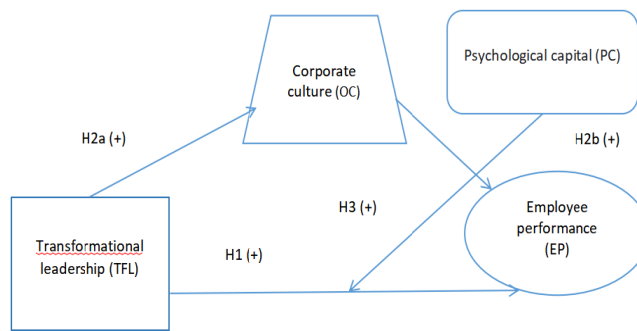 Corporate
culture (OC)
Psychological capital (PC)
H2a (+)
H2b (+)
H3 (+)
Employee
performance
(EP)
Transformational
leadership (TFL)
H1 (+)